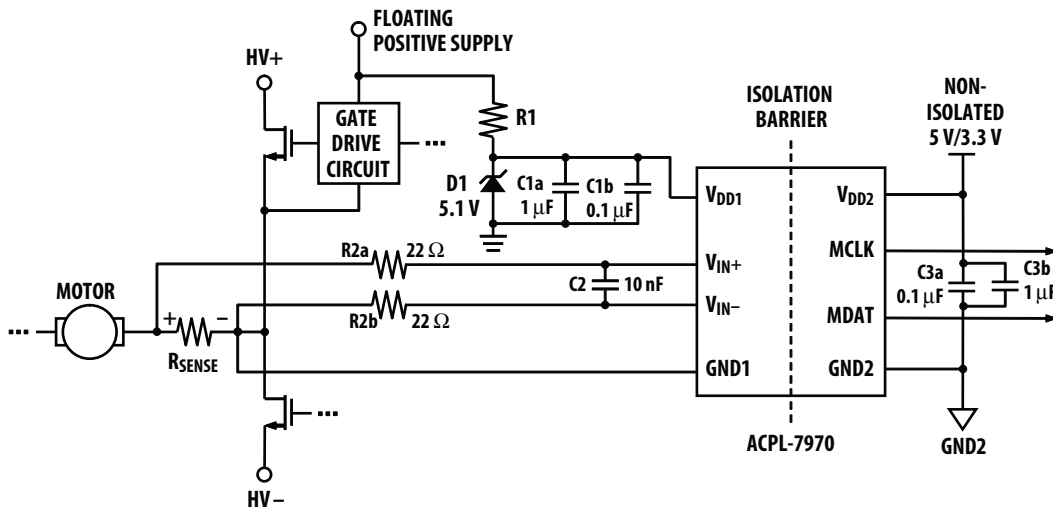 FLOATING
POSITIVE SUPPLY
HV+
GATE
DRIVE
CIRCUIT
R1
ISOLATION
BARRIER
NON-
ISOLATED
5 V/3.3 V
D1
5.1 V
C1a
1 μF
C1b
0.1 μF
VDD1
VDD2
R2a
22 Ω
VIN+
MCLK
C2
10 nF
C3a
0.1 μF
C3b
1 μF
MOTOR
+
−
RSENSE
R2b
22 Ω
VIN−
MDAT
GND1
GND2
ACPL-7970
GND2
HV−